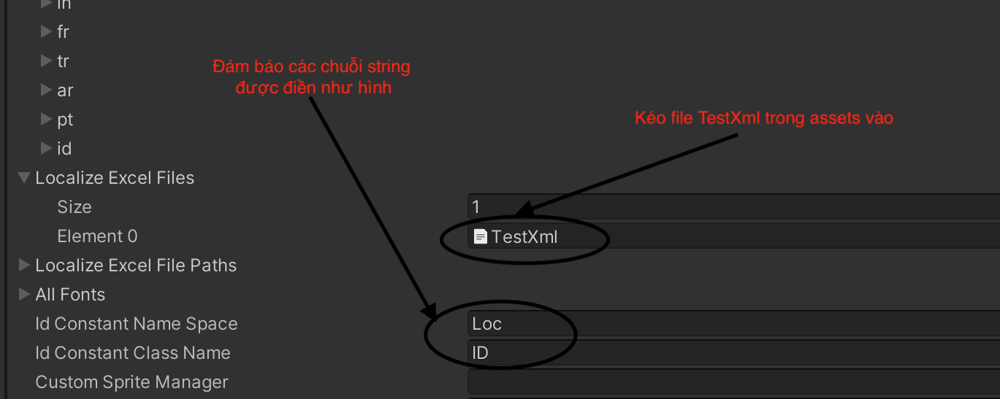 in
fr
tr
Đảm bảo các chuỗi string
được điền như hình
ar
pt
Kéo file TestXml trong assets vào
id
Localize Excel Files
Size 1
Element 0 TestXml
Localize Excel File Paths
All Fonts
Id Constant Name Space Loc
Id Constant Class Name ID
Custom Sprite Manager